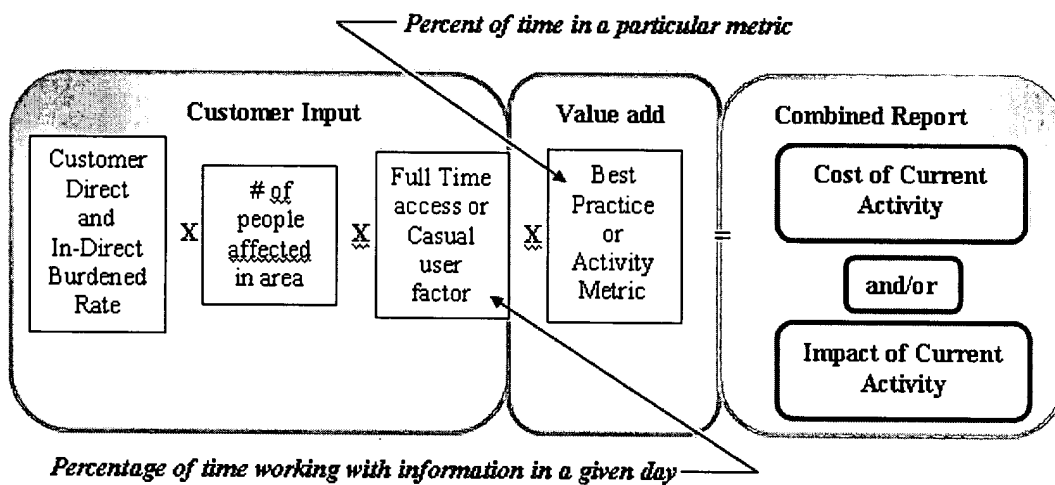 Percent of time in a particular metric
Customer Input
Value add
Combined Report
Customer
Direct
and
In-Direct
Burdened
Rate
X
# of
people
affected
in area
X
Full Time
access or
Casual
user
factor
X
Best
Practice
or
Activity
Metric
=
Cost of Current
Activity
and/or
Impact of Current
Activity
Percentage of time working with information in a given day